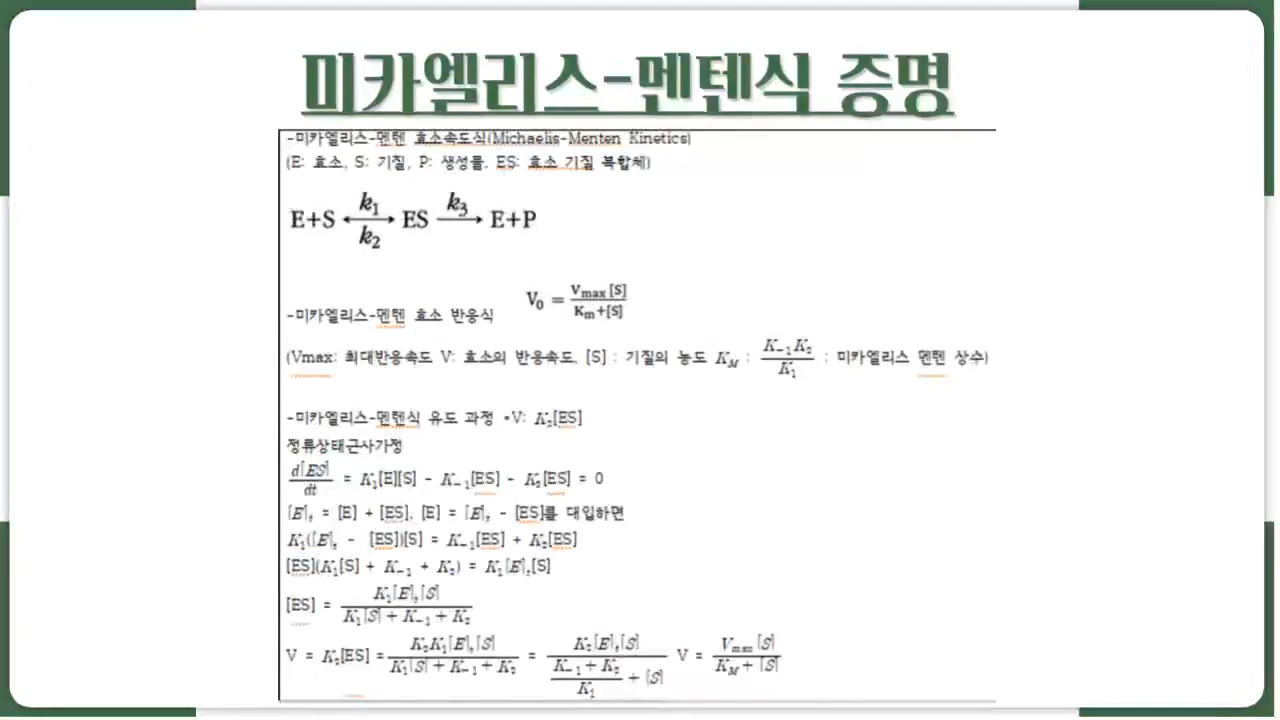 미카엘리스-멘텐식 증명
-미카엘리스-멘텐 효소속도식(Michaelis-Menten Kinetics)
(E: 효소, S: 기질, P: 생성물, ES: 효소 기질 복합체)
E+S ⟷ ES ⟶ E+P (k₁, k₂, k₃)
-미카엘리스-멘텐 효소 반응식 V₀ = Vmax [S] / Km+[S]
(Vmax: 최대반응속도 V: 효소의 반응속도, [S] : 기질의 농도 K_M : K₋₁K₂ / K₁ : 미카엘리스 멘텐 상수)
-미카엘리스-멘텐식 유도 과정 •V: K₂[ES]
정류상태근사가정
d[ES]/dt = K₁[E][S] - K₋₁[ES] - K₂[ES] = 0
[E]ₜ = [E] + [ES], [E] = [E]ₜ - [ES]를 대입하면
K₁([E]ₜ - [ES])[S] = K₋₁[ES] + K₂[ES]
[ES](K₁[S] + K₋₁ + K₂) = K₁[E]ₜ[S]
[ES] = K₁[E]ₜ[S] / K₁[S] + K₋₁ + K₂
V = K₂[ES] = K₂K₁[E]ₜ[S] / K₁[S] + K₋₁ + K₂ = K₂[E]ₜ[S] / (K₋₁ + K₂ / K₁) + [S] V = Vmax [S] / K_M + [S]